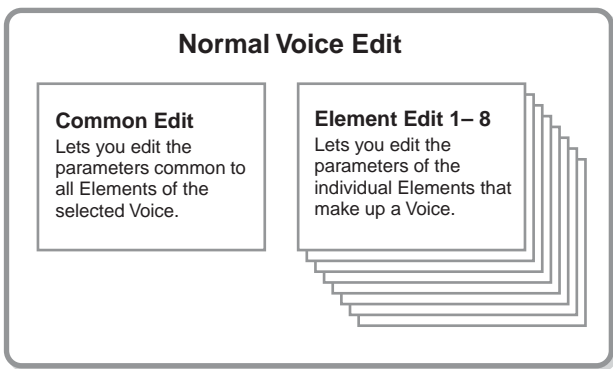 Normal Voice Edit
Common Edit
Lets you edit the
parameters common to
all Elements of the
selected Voice.
Element Edit 1– 8
Lets you edit the
parameters of the
individual Elements that
make up a Voice.